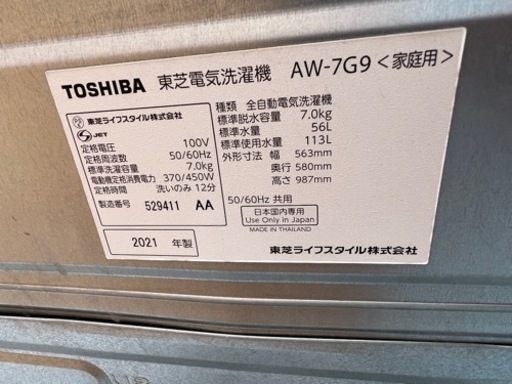 TOSHIBA 東芝電気洗濯機 AW-7G9<家庭用>
PS E 東芝ライフスタイル株式会社
JET
定格電圧 100V
定格周波数 50/60Hz
標準洗濯容量 7.0kg
電動機定格消費電力 370/450W
定格時間 洗いのみ 12分
製造番号 529411 AA
2021 年製
種類 全自動電気洗濯機
標準脱水容量 7.0kg
標準水量 56L
標準使用水量 113L
外形寸法 幅 563mm
奥行 580mm
高さ 987mm
50/60Hz 共用
日本国内専用
Use Only in Japan
MADE IN THAILAND
東芝ライフスタイル株式会社